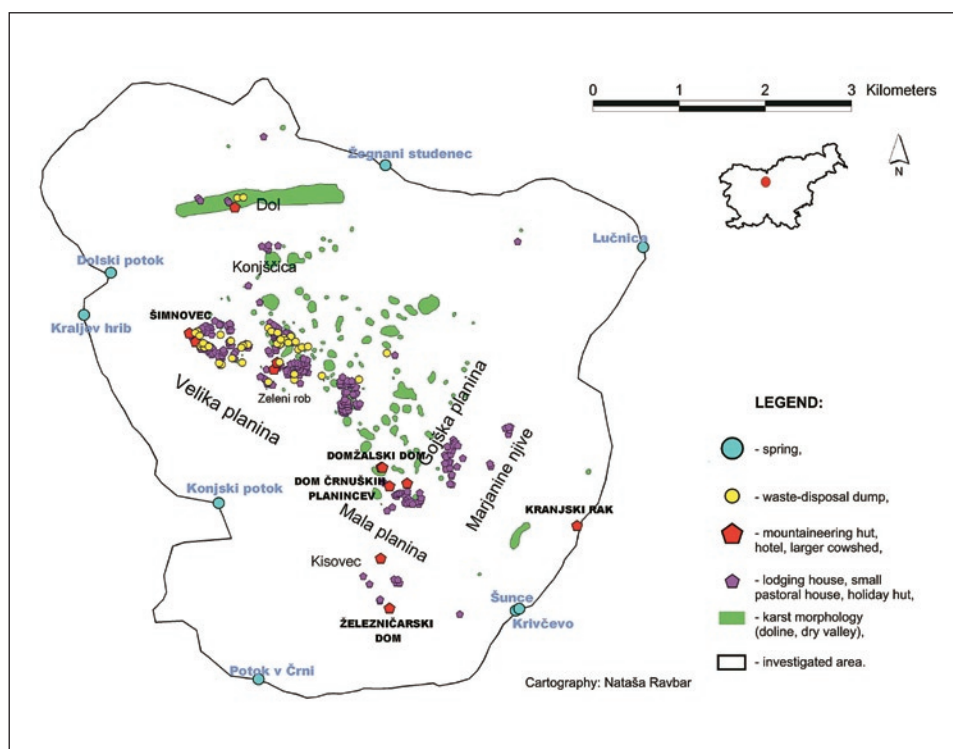 0 1 2 3 Kilometers
N
Žegnani studenec
Dol
Lučnica
Konjščica
Dolski potok
Kraljev hrib
ŠIMNOVEC
Velika planina
Zeleni rob
Gojška planina
LEGEND:
- spring,
- waste-disposal dump,
- mountaineering hut,
hotel, larger cowshed,
- lodging house, small
pastoral house, holiday hut,
- karst morphology
(doline, dry valley),
- investigated area.
DOMŽALSKI DOM
DOM ČRNUŠKIH
PLANINCEV
Marjanine njive
Konjski potok
KRANJSKI RAK
Mala planina
Kisovec
Šunce
Krivčevo
ŽELEZNIČARSKI
DOM
Potok v Črni
Cartography: Nataša Ravbar